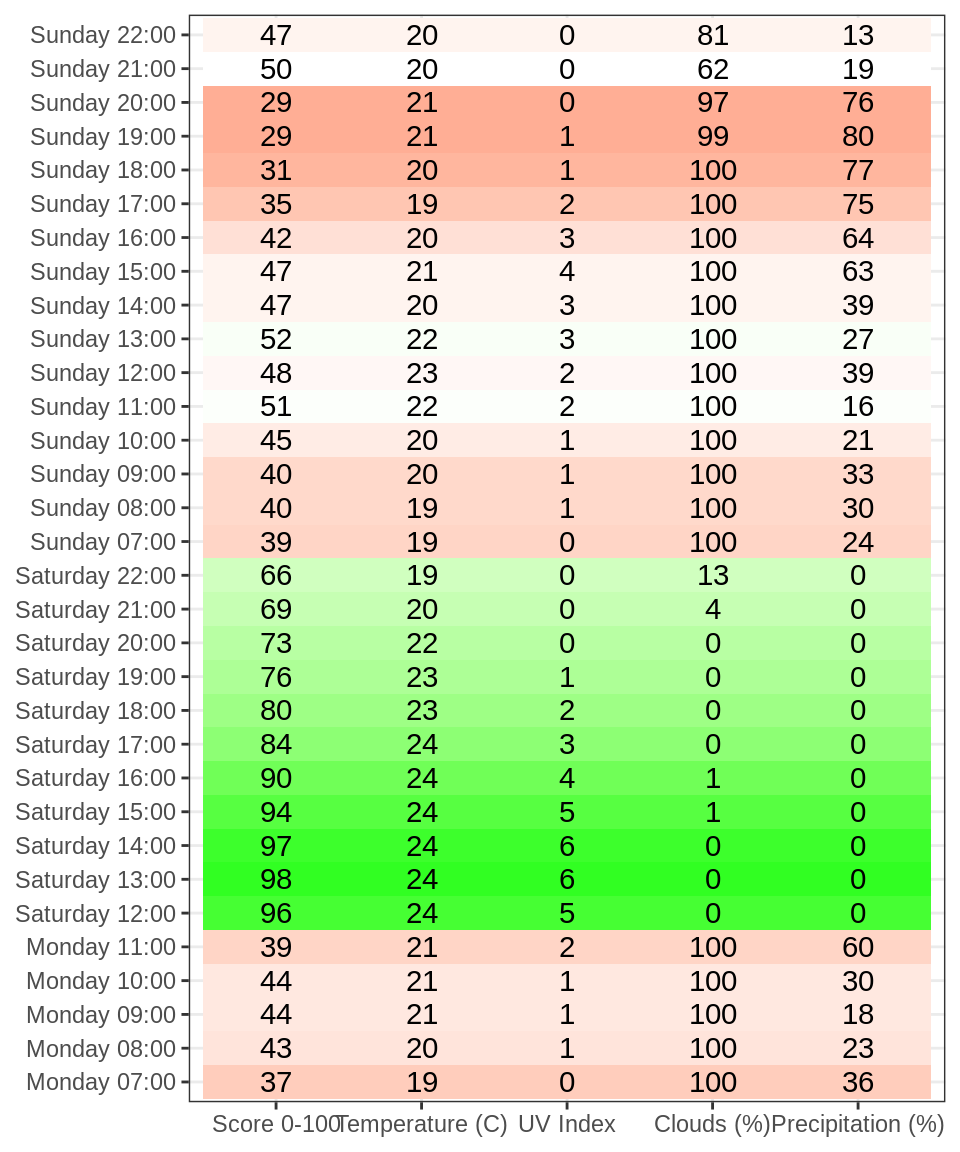 Sunday 22:00 47 20 0 81 13
Sunday 21:00 50 20 0 62 19
Sunday 20:00 29 21 0 97 76
Sunday 19:00 29 21 1 99 80
Sunday 18:00 31 20 1 100 77
Sunday 17:00 35 19 2 100 75
Sunday 16:00 42 20 3 100 64
Sunday 15:00 47 21 4 100 63
Sunday 14:00 47 20 3 100 39
Sunday 13:00 52 22 3 100 27
Sunday 12:00 48 23 2 100 39
Sunday 11:00 51 22 2 100 16
Sunday 10:00 45 20 1 100 21
Sunday 09:00 40 20 1 100 33
Sunday 08:00 40 19 1 100 30
Sunday 07:00 39 19 0 100 24
Saturday 22:00 66 19 0 13 0
Saturday 21:00 69 20 0 4 0
Saturday 20:00 73 22 0 0 0
Saturday 19:00 76 23 1 0 0
Saturday 18:00 80 23 2 0 0
Saturday 17:00 84 24 3 0 0
Saturday 16:00 90 24 4 1 0
Saturday 15:00 94 24 5 1 0
Saturday 14:00 97 24 6 0 0
Saturday 13:00 98 24 6 0 0
Saturday 12:00 96 24 5 0 0
Monday 11:00 39 21 2 100 60
Monday 10:00 44 21 1 100 30
Monday 09:00 44 21 1 100 18
Monday 08:00 43 20 1 100 23
Monday 07:00 37 19 0 100 36
Score 0-100 Temperature (C) UV Index Clouds (%) Precipitation (%)